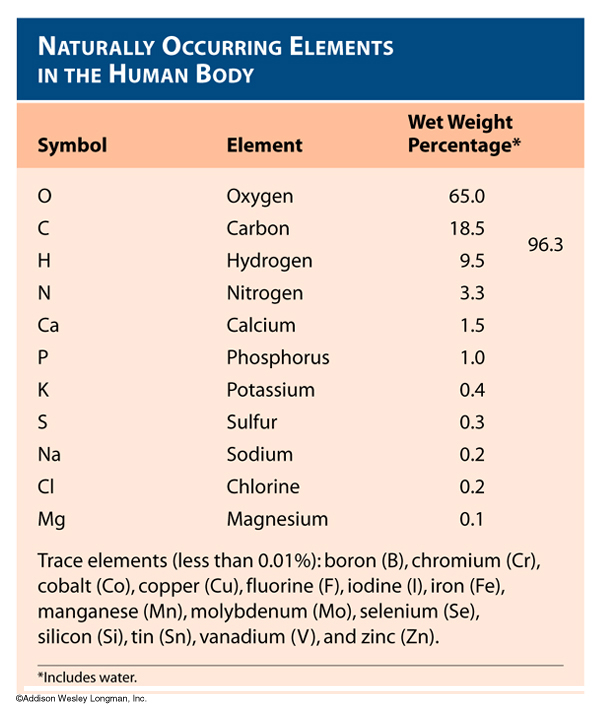 NATURALLY OCCURRING ELEMENTS
IN THE HUMAN BODY
Symbol Element Wet Weight Percentage*
O Oxygen 65.0
C Carbon 18.5
96.3
H Hydrogen 9.5
N Nitrogen 3.3
Ca Calcium 1.5
P Phosphorus 1.0
K Potassium 0.4
S Sulfur 0.3
Na Sodium 0.2
Cl Chlorine 0.2
Mg Magnesium 0.1
Trace elements (less than 0.01%): boron (B), chromium (Cr),
cobalt (Co), copper (Cu), fluorine (F), iodine (I), iron (Fe),
manganese (Mn), molybdenum (Mo), selenium (Se),
silicon (Si), tin (Sn), vanadium (V), and zinc (Zn).
*Includes water.
©Addison Wesley Longman, Inc.